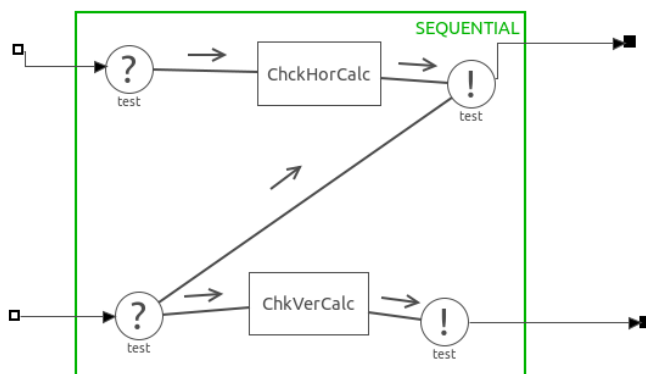 SEQUENTIAL
? ChckHorCalc !
test test
? ChkVerCalc !
test test